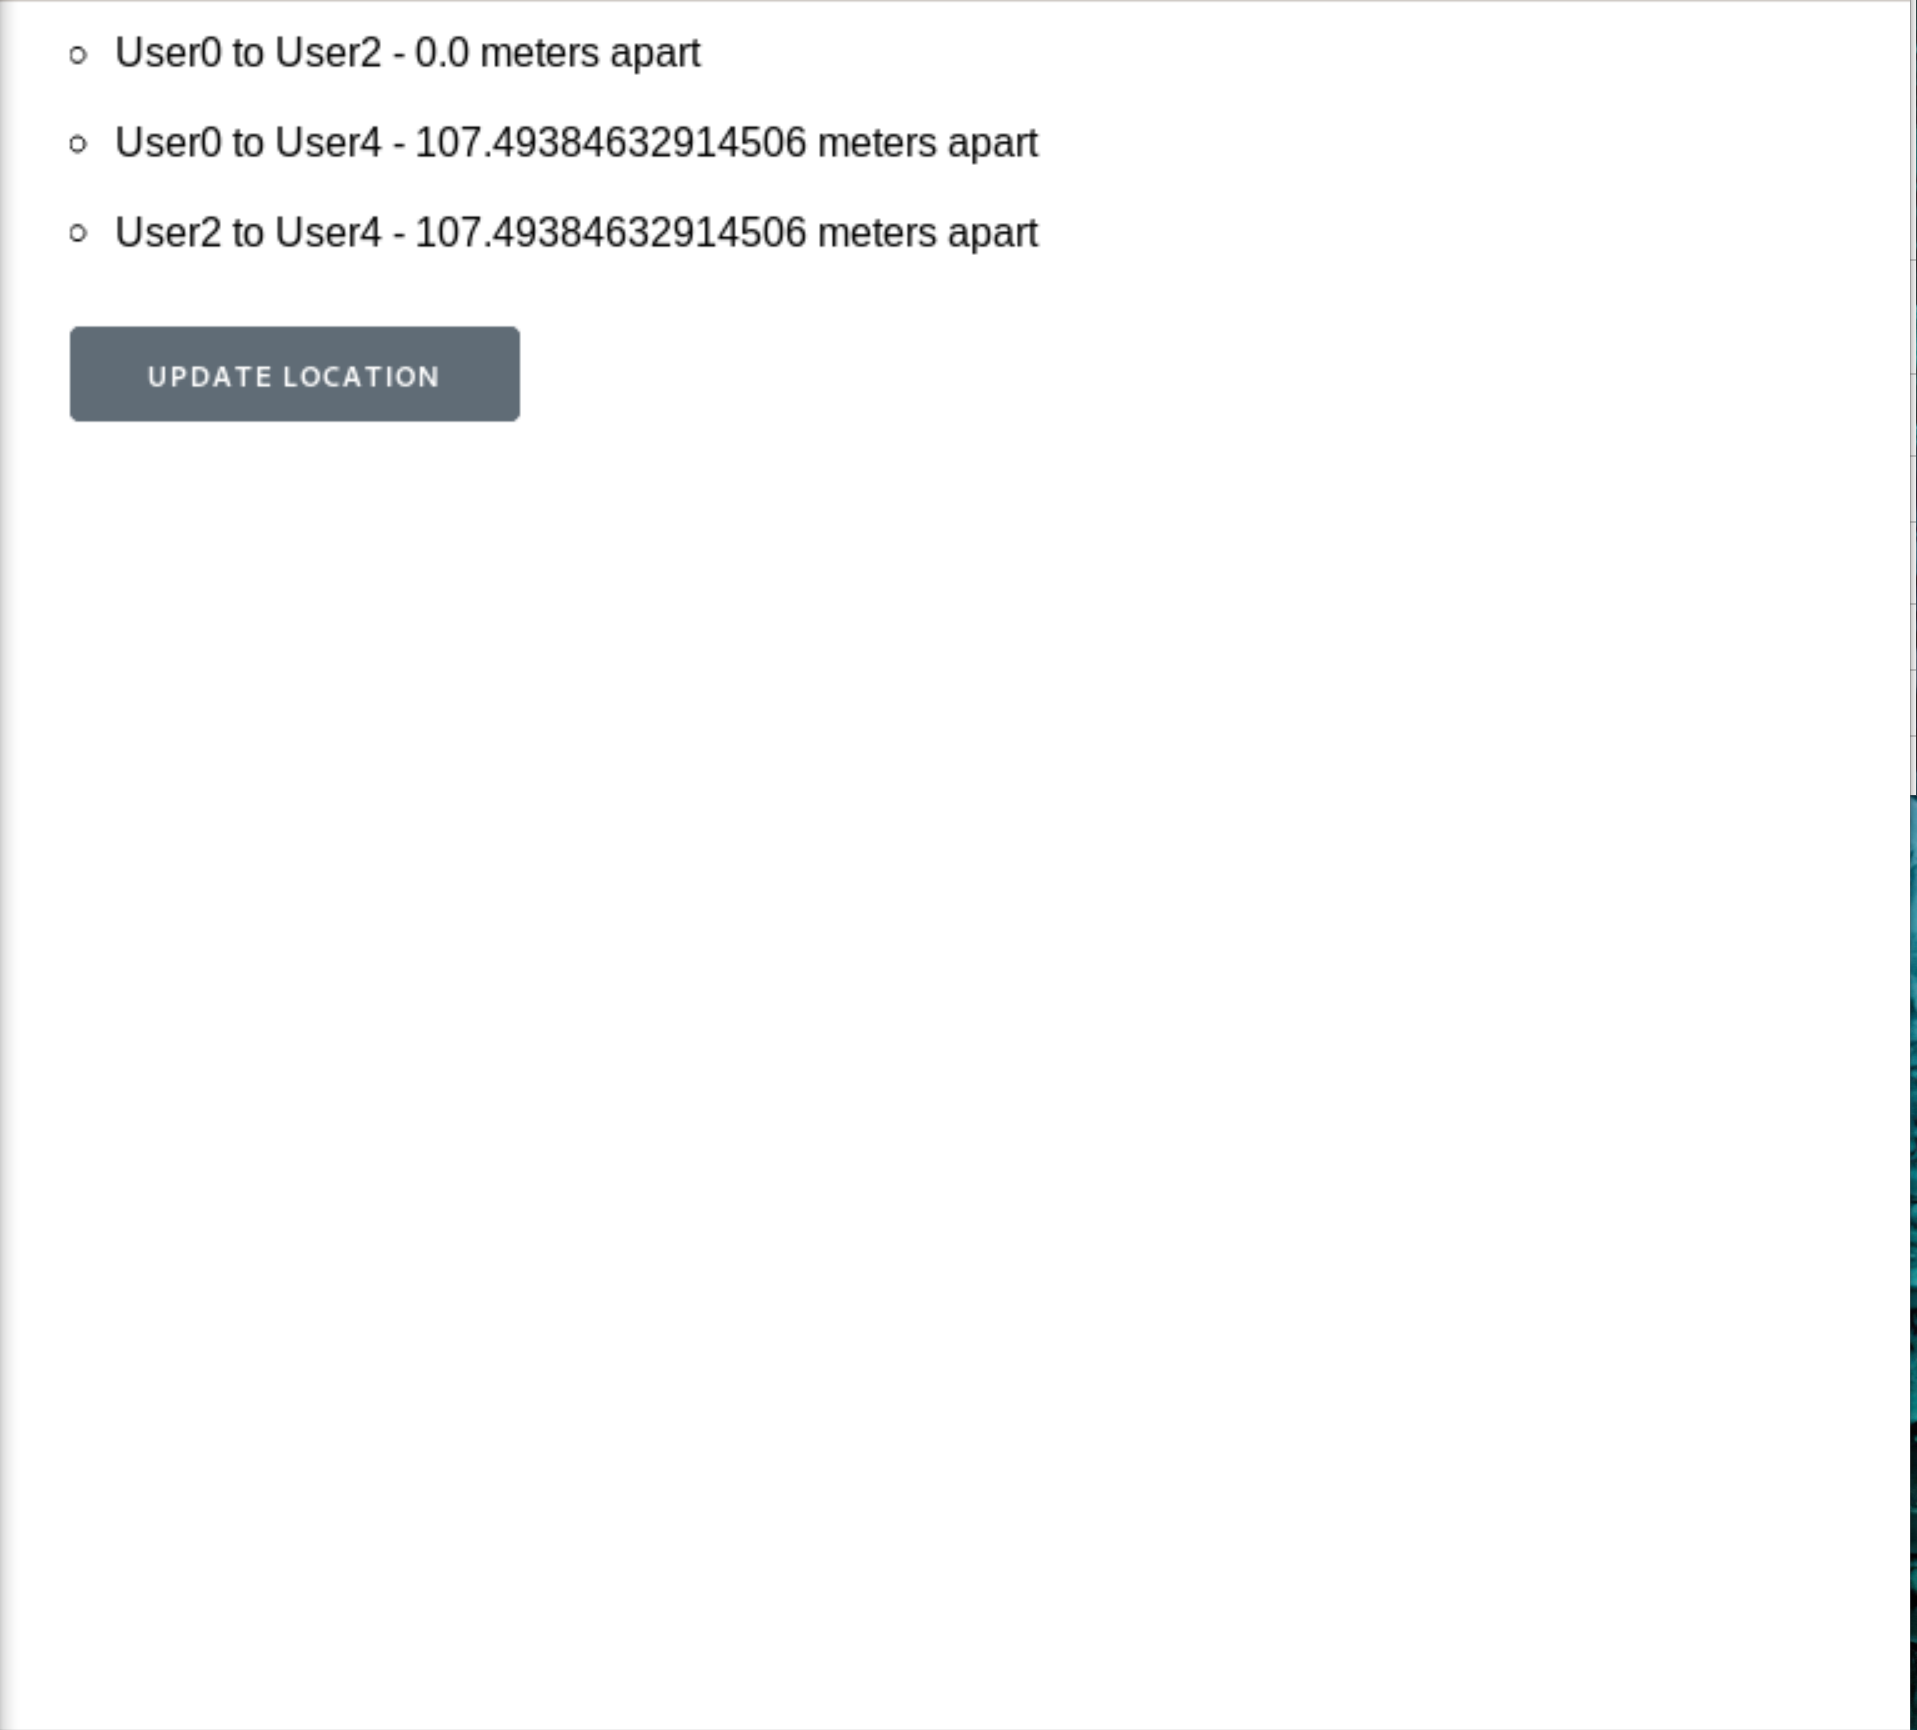 User0 to User2 - 0.0 meters apart
User0 to User4 - 107.49384632914506 meters apart
User2 to User4 - 107.49384632914506 meters apart
UPDATE LOCATION